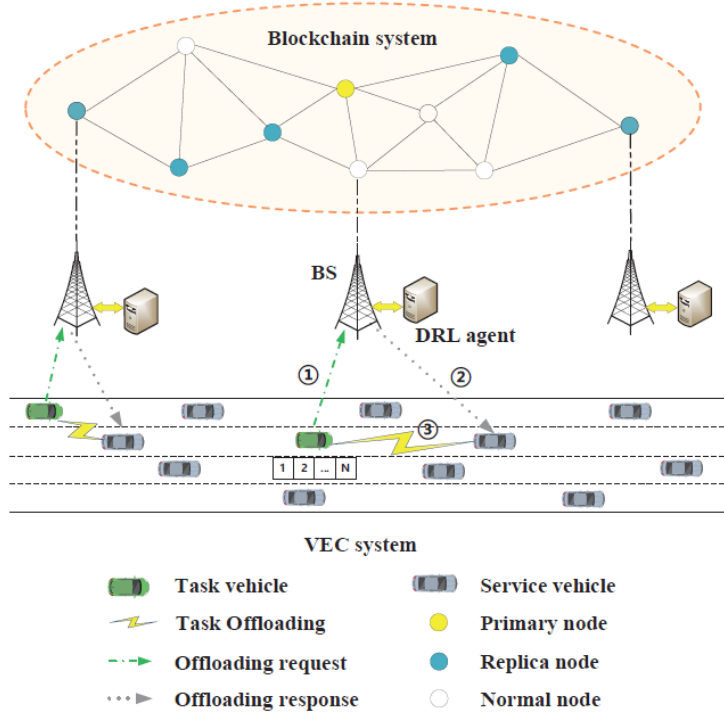 Blockchain system
BS
DRL agent
①
②
③
1 2 ... N
VEC system
Task vehicle
Service vehicle
Task Offloading
Primary node
Offloading request
Replica node
Offloading response
Normal node